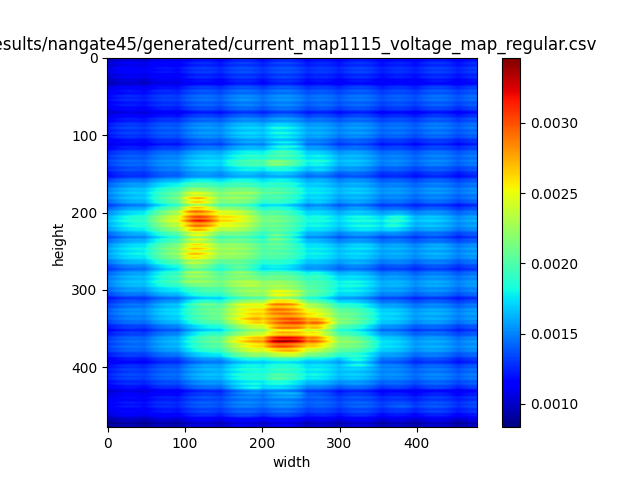 esults/nangate45/generated/current_map1115_voltage_map_regular.csv
0
100
200
300
400
height
0 100 200 300 400
width
0.0030
0.0025
0.0020
0.0015
0.0010